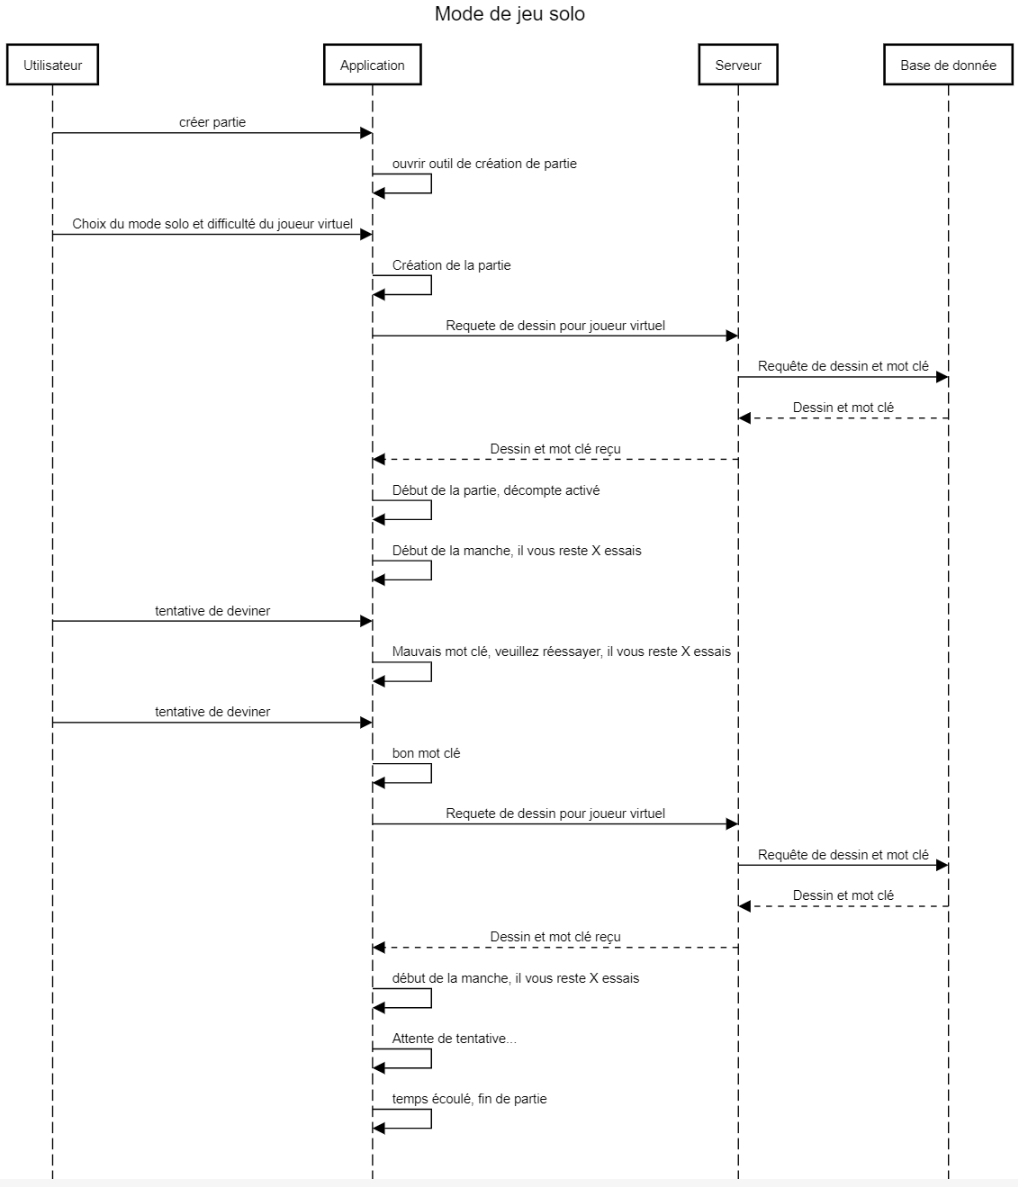 Mode de jeu solo
Utilisateur
Application
Serveur
Base de donnée
créer partie
ouvrir outil de création de partie
Choix du mode solo et difficulté du joueur virtuel
Création de la partie
Requete de dessin pour joueur virtuel
Requête de dessin et mot clé
Dessin et mot clé
Dessin et mot clé reçu
Début de la partie, décompte activé
Début de la manche, il vous reste X essais
tentative de deviner
Mauvais mot clé, veuillez réessayer, il vous reste X essais
tentative de deviner
bon mot clé
Requete de dessin pour joueur virtuel
Requête de dessin et mot clé
Dessin et mot clé
Dessin et mot clé reçu
début de la manche, il vous reste X essais
Attente de tentative...
temps écoulé, fin de partie